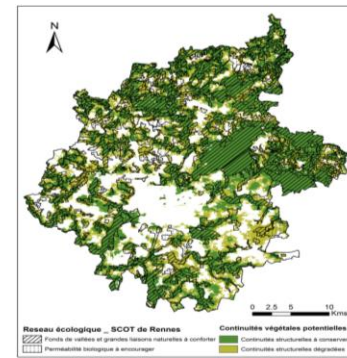 N
0 2.5 5 10
Kms
Reseau écologique _ SCOT de Rennes
Fonds de vallées et grandes liaisons naturelles à conforter
Perméabilité biologique à encourager
Continuités végétales potentielles
Continuités structurelles à conserver
Continuités structurelles dégradées